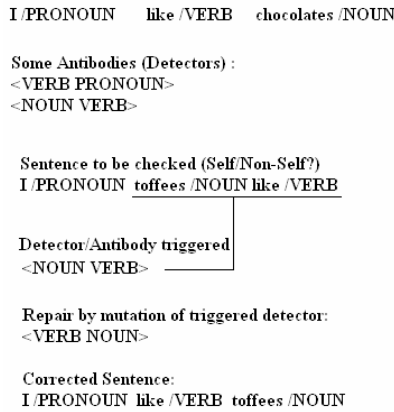 I /PRONOUN like /VERB chocolates /NOUN
Some Antibodies (Detectors) :
<VERB PRONOUN>
<NOUN VERB>
Sentence to be checked (Self/Non-Self?)
I /PRONOUN toffees /NOUN like /VERB
Detector/Antibody triggered
<NOUN VERB>
Repair by mutation of triggered detector:
<VERB NOUN>
Corrected Sentence:
I /PRONOUN like /VERB toffees /NOUN